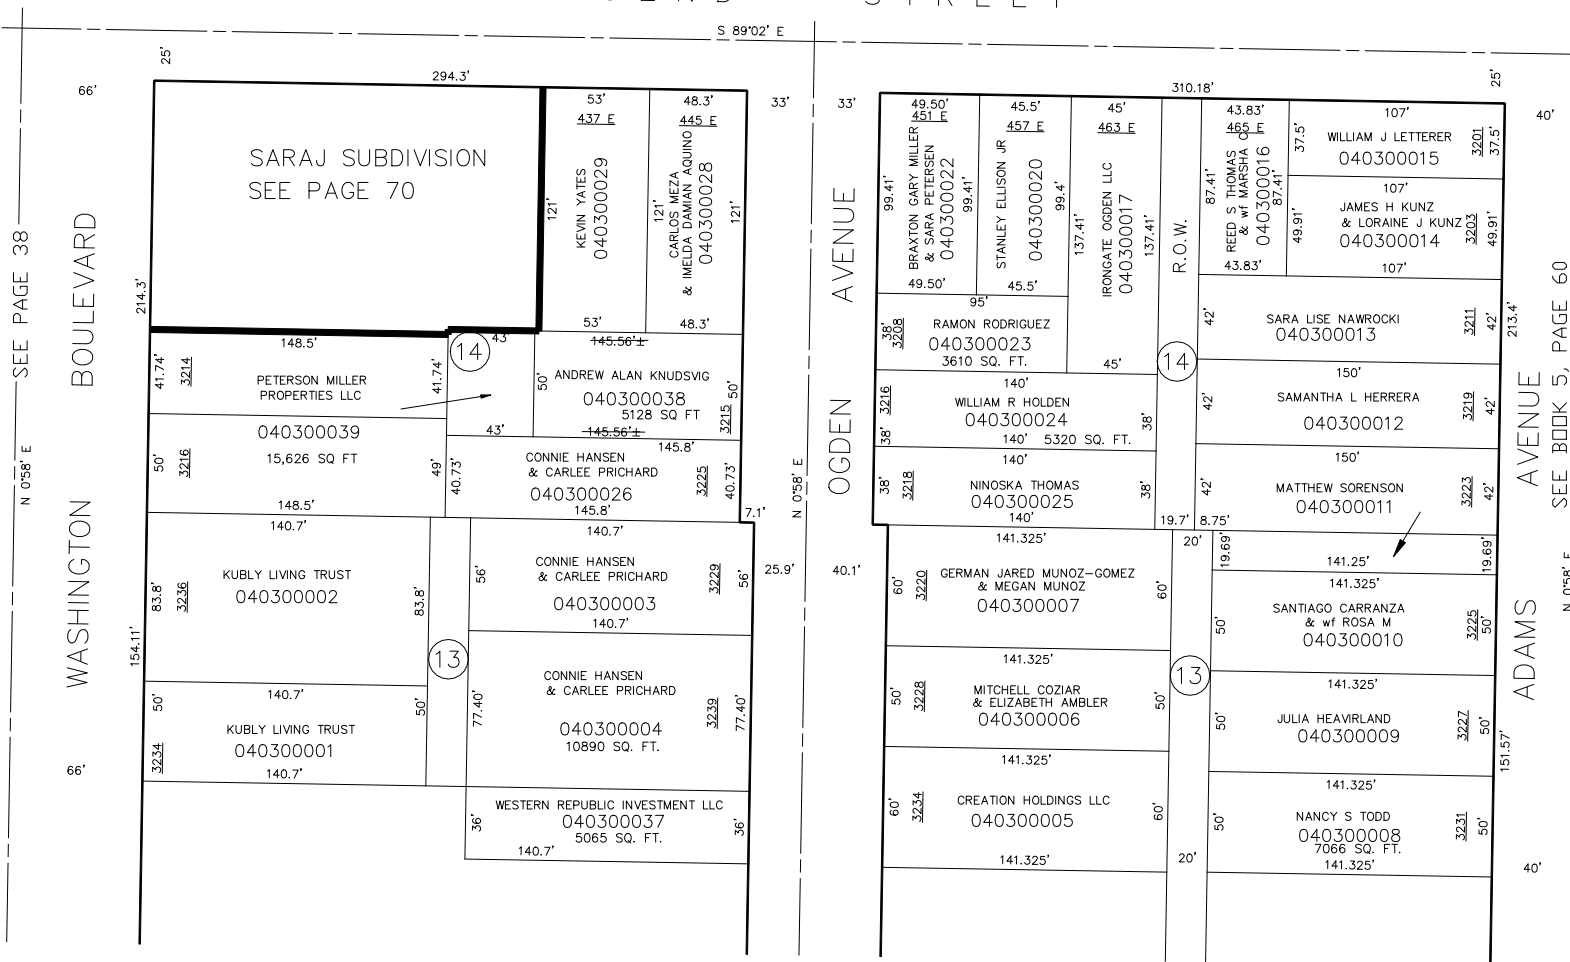 STREET
S 89°02' E
25'
294.3'
66'
33'
33'
310.18'
25'
40'
SARAJ SUBDIVISION
SEE PAGE 70
214.3'
53'
437 E
KEVIN YATES
040300029
121'
53'
48.3'
445 E
CARLOS MEZA
& IMELDA DAMIAN AQUINO
040300028
121'
121'
48.3'
SEE PAGE 38
N 0°58' E
WASHINGTON BOULEVARD
14
43'
148.5'
41.74'
3214
41.74'
PETERSON MILLER
PROPERTIES LLC
040300039
15,626 SQ FT
50'
3216
49'
148.5'
145.56'±
50'
ANDREW ALAN KNUDSVIG
040300038
5128 SQ FT
3215
50'
43'
145.56'±
145.8'
CONNIE HANSEN
& CARLEE PRICHARD
040300026
40.73'
3225
40.73'
145.8'
7.1'
140.7'
KUBLY LIVING TRUST
040300002
83.8'
3236
83.8'
154.11'
140.7'
CONNIE HANSEN
& CARLEE PRICHARD
040300003
56'
3229
56'
140.7'
25.9'
40.1'
13
140.7'
50'
KUBLY LIVING TRUST
040300001
3234
50'
140.7'
66'
CONNIE HANSEN
& CARLEE PRICHARD
040300004
10890 SQ. FT.
77.40'
3239
77.40'
WESTERN REPUBLIC INVESTMENT LLC
040300037
5065 SQ. FT.
36'
36'
140.7'
N 0°58' E
OGDEN AVENUE
49.50'
451 E
BRAXTON GARY MILLER
& SARA PETERSEN
040300022
99.41'
99.41'
49.50'
45.5'
457 E
STANLEY ELLISON JR
040300020
99.4'
45.5'
45'
463 E
IRONGATE OGDEN LLC
040300017
137.41'
137.41'
45'
R.O.W.
43.83'
465 E
REED S THOMAS
& wf MARSHA C
040300016
87.41'
87.41'
43.83'
107'
37.5'
WILLIAM J LETTERER
040300015
3201
37.5'
107'
JAMES H KUNZ
& LORAINE J KUNZ
040300014
49.91'
3203
49.91'
107'
95'
38'
3208
RAMON RODRIGUEZ
040300023
3610 SQ. FT.
14
42'
SARA LISE NAWROCKI
040300013
3211
42'
213.4'
140'
3216
WILLIAM R HOLDEN
040300024
38'
38'
140'
5320 SQ. FT.
150'
42'
SAMANTHA L HERRERA
040300012
3219
42'
140'
38'
3218
NINOSKA THOMAS
040300025
38'
140'
150'
42'
MATTHEW SORENSON
040300011
3223
42'
19.7'
8.75'
141.325'
60'
3220
GERMAN JARED MUNOZ-GOMEZ
& MEGAN MUNOZ
040300007
60'
20'
19.69'
141.25'
19.69'
141.325'
SANTIAGO CARRANZA
& wf ROSA M
040300010
50'
3225
50'
141.325'
50'
3228
MITCHELL COZIAR
& ELIZABETH AMBLER
040300006
50'
13
141.325'
50'
JULIA HEAVIRLAND
040300009
3227
50'
151.57'
141.325'
60'
3234
CREATION HOLDINGS LLC
040300005
60'
141.325'
141.325'
50'
NANCY S TODD
040300008
7066 SQ. FT.
3231
50'
141.325'
20'
40'
ADAMS AVENUE
SEE BOOK 5, PAGE 60
N 0°58' E